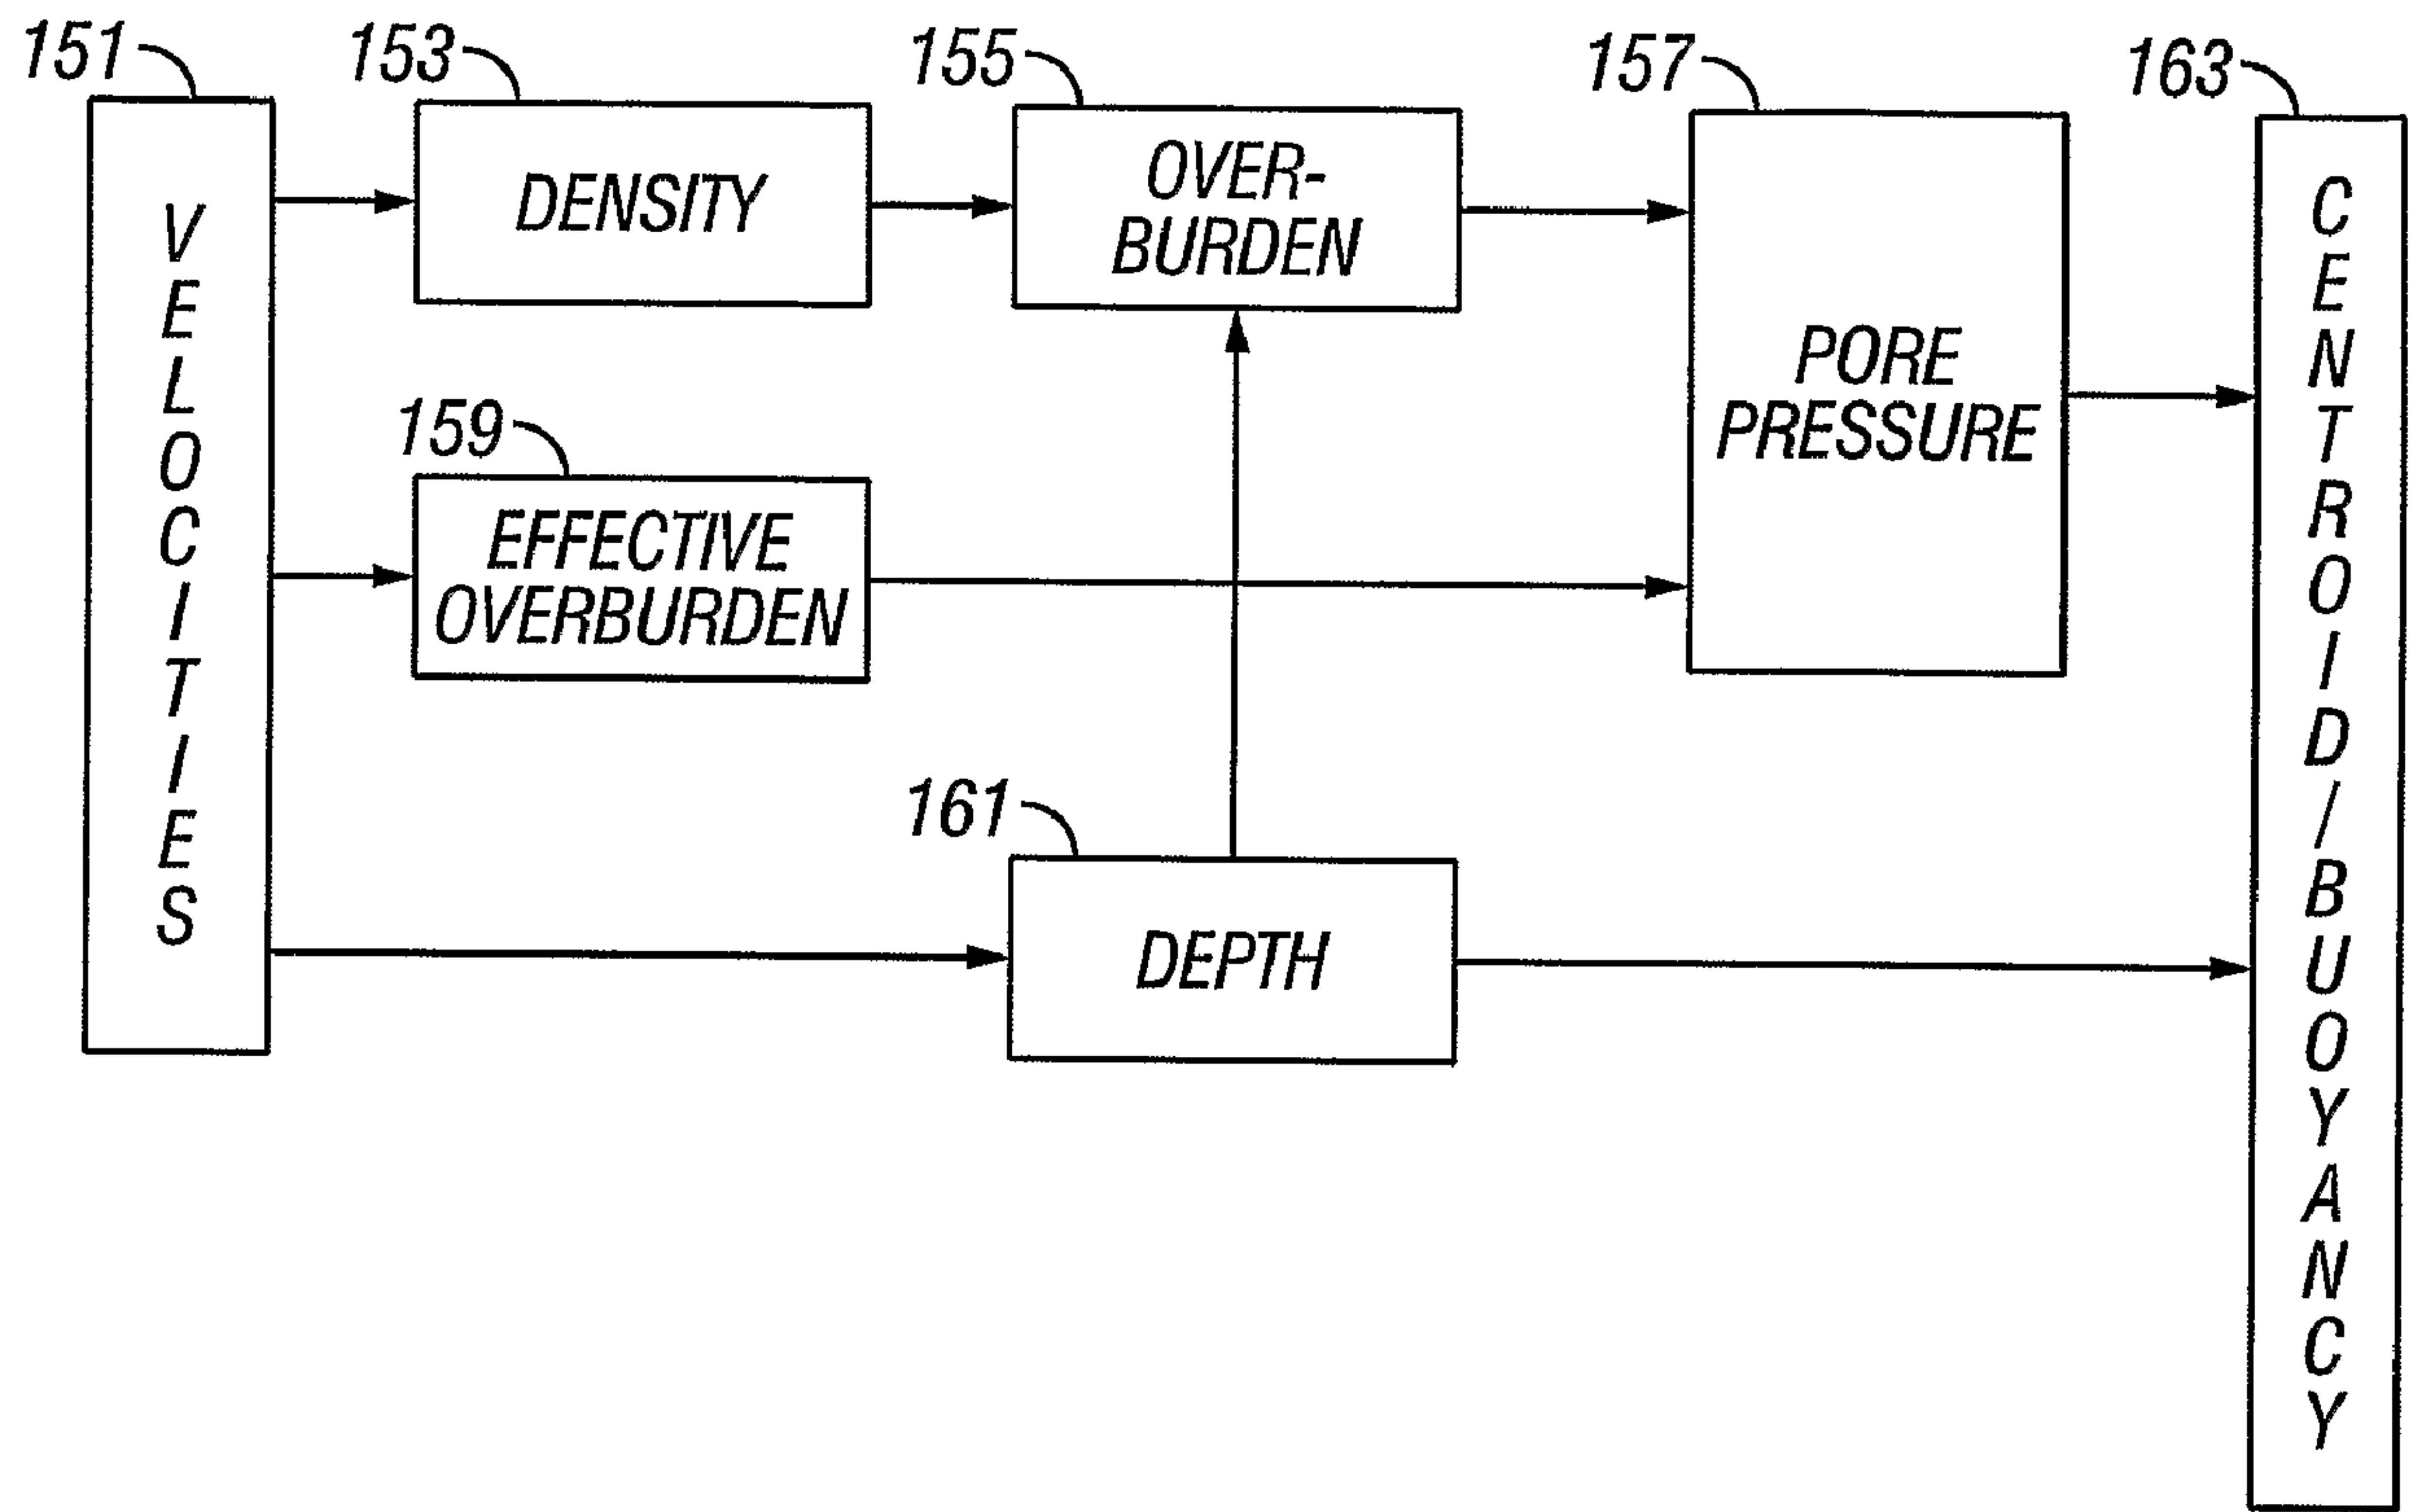 151
153
155
157
163
VELOCITIES
DENSITY
OVER-
BURDEN
PORE
PRESSURE
CENTROID/BUOYANCY
159
EFFECTIVE
OVERBURDEN
161
DEPTH